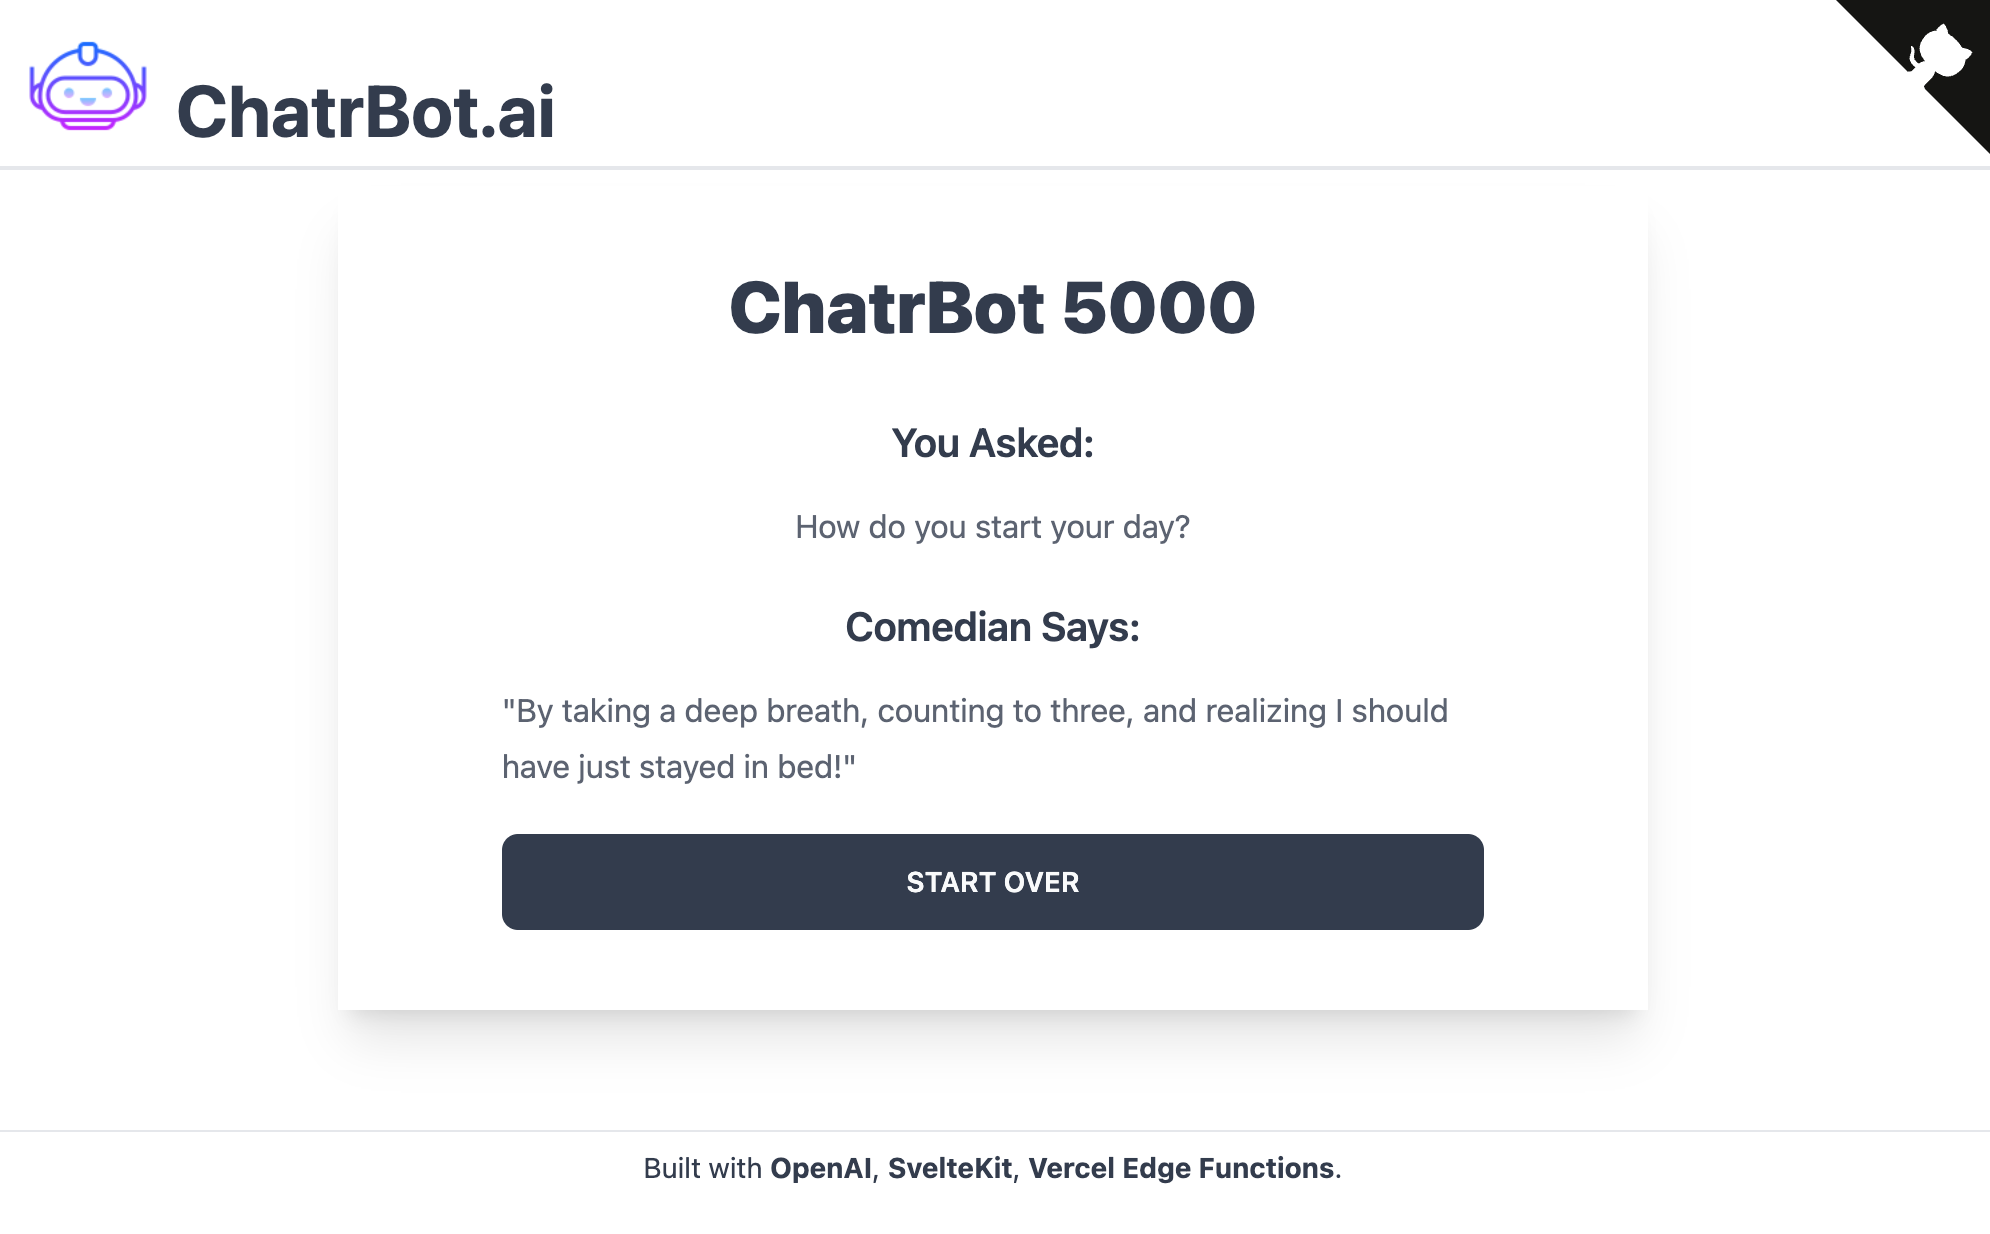 ChatrBot.ai
ChatrBot 5000
You Asked:
How do you start your day?
Comedian Says:
"By taking a deep breath, counting to three, and realizing I should
have just stayed in bed!"
START OVER
Built with OpenAI, SvelteKit, Vercel Edge Functions.